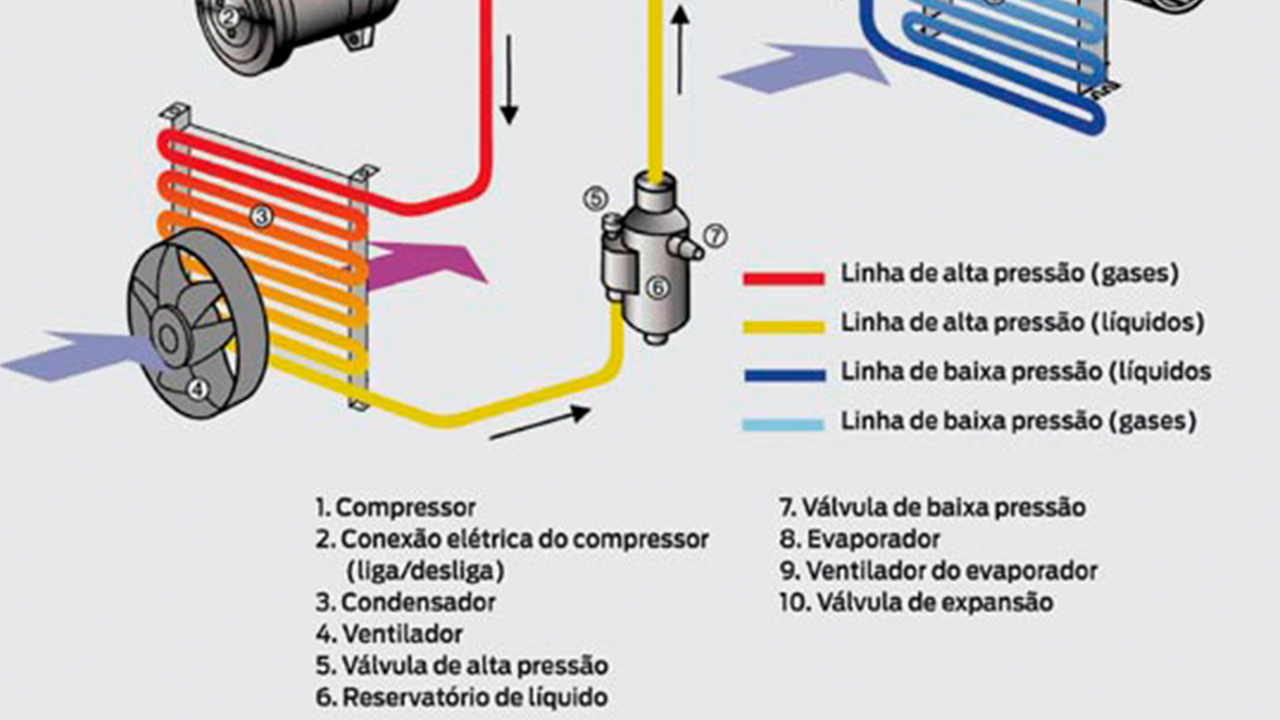 2
3
4
5
7
6
Linha de alta pressão (gases)
Linha de alta pressão (líquidos)
Linha de baixa pressão (líquidos
Linha de baixa pressão (gases)
1. Compressor
2. Conexão elétrica do compressor
(liga/desliga)
3. Condensador
4. Ventilador
5. Válvula de alta pressão
6. Reservatório de líquido
7. Válvula de baixa pressão
8. Evaporador
9. Ventilador do evaporador
10. Válvula de expansão